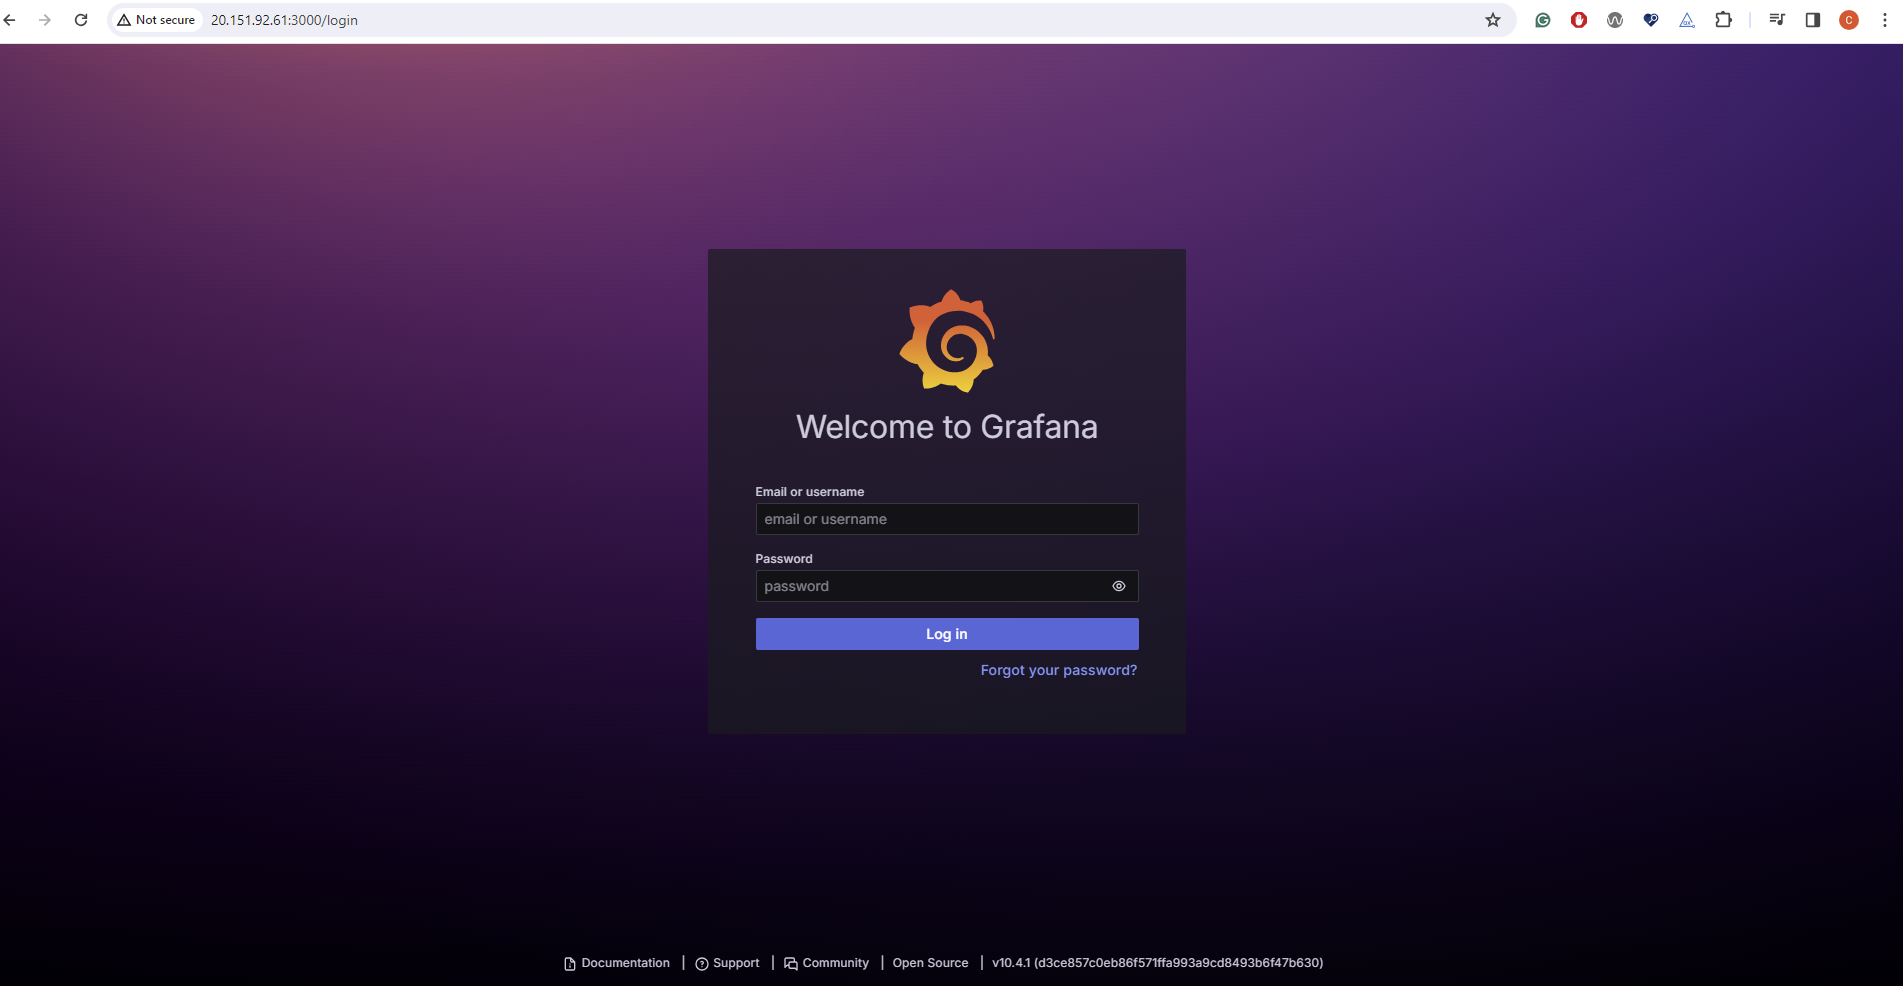 Not secure 20.151.92.61:3000/login
C
Welcome to Grafana
Email or username
email or username
Password
password
Log in
Forgot your password?
Documentation | Support | Community | Open Source | v10.4.1 (d3ce857c0eb86f571ffa993a9cd8493b6f47b630)